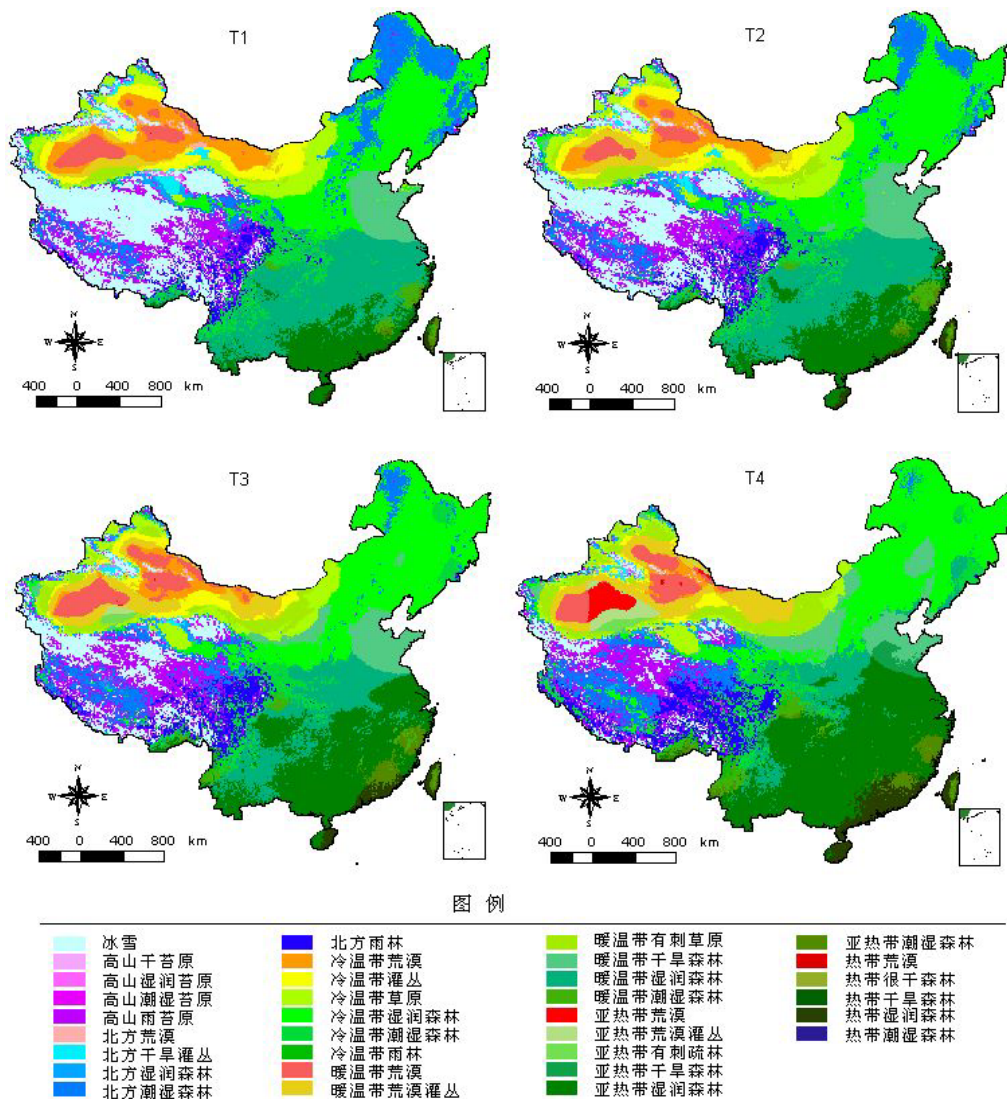 T1
T2
N
W E
S
400 0 400 800 km
N
W E
S
400 0 400 800 km
T3
T4
N
W E
S
400 0 400 800 km
N
W E
S
400 0 400 800 km
图例
冰雪
高山干苔原
高山湿润苔原
高山潮湿苔原
高山雨苔原
北方荒漠
北方干旱灌丛
北方湿润森林
北方潮湿森林
北方雨林
冷温带荒漠
冷温带灌丛
冷温带草原
冷温带湿润森林
冷温带潮湿森林
冷温带雨林
暖温带荒漠
暖温带荒漠灌丛
暖温带有刺草原
暖温带干旱森林
暖温带湿润森林
暖温带潮湿森林
亚热带荒漠
亚热带荒漠灌丛
亚热带有刺疏林
亚热带干旱森林
亚热带湿润森林
亚热带潮湿森林
热带荒漠
热带很干森林
热带干旱森林
热带湿润森林
热带潮湿森林